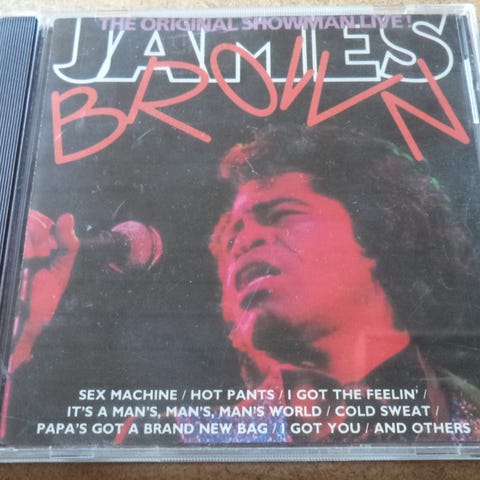 THE ORIGINAL SHOWMAN LIVE!
JAMES
BROWN
SEX MACHINE / HOT PANTS / I GOT THE FEELIN' /
IT'S A MAN'S, MAN'S, MAN'S WORLD / COLD SWEAT /
PAPA'S GOT A BRAND NEW BAG / I GOT YOU / AND OTHERS